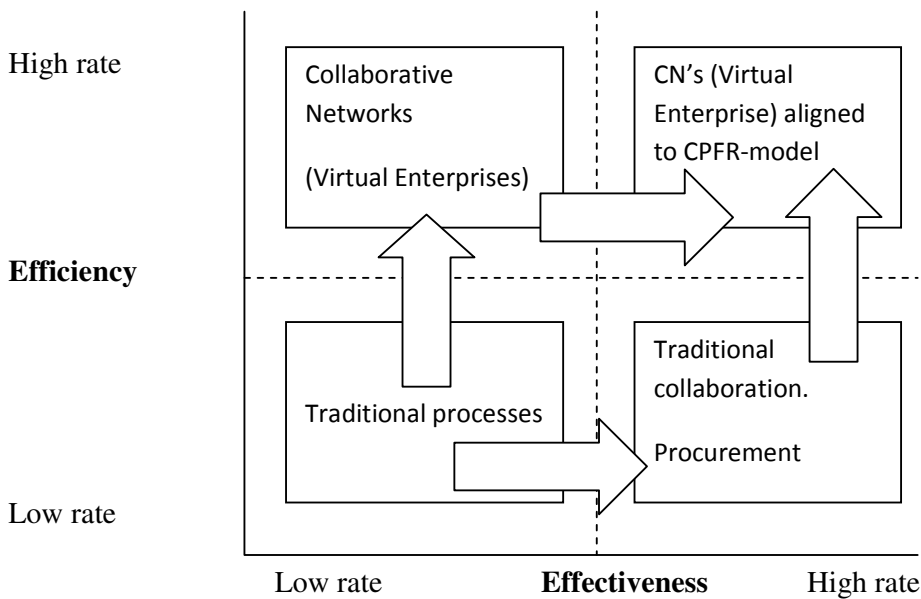 High rate
Collaborative
Networks
(Virtual Enterprises)
CN’s (Virtual
Enterprise) aligned
to CPFR-model
Efficiency
Traditional processes
Traditional
collaboration.
Procurement
Low rate
Low rate
Effectiveness
High rate